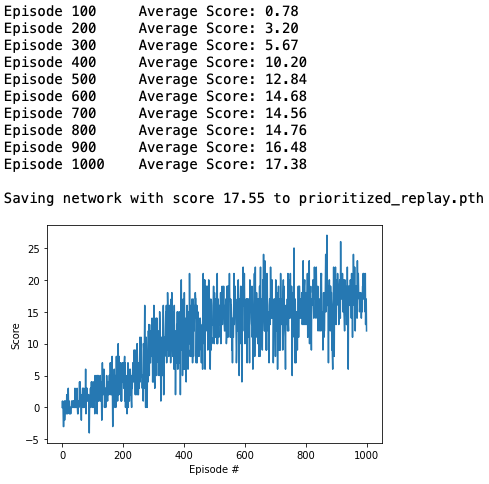 Episode 100 Average Score: 0.78
Episode 200 Average Score: 3.20
Episode 300 Average Score: 5.67
Episode 400 Average Score: 10.20
Episode 500 Average Score: 12.84
Episode 600 Average Score: 14.68
Episode 700 Average Score: 14.56
Episode 800 Average Score: 14.76
Episode 900 Average Score: 16.48
Episode 1000 Average Score: 17.38
Saving network with score 17.55 to prioritized_replay.pth
25
20
15
10
5
0
−5
Score
0 200 400 600 800 1000
Episode #